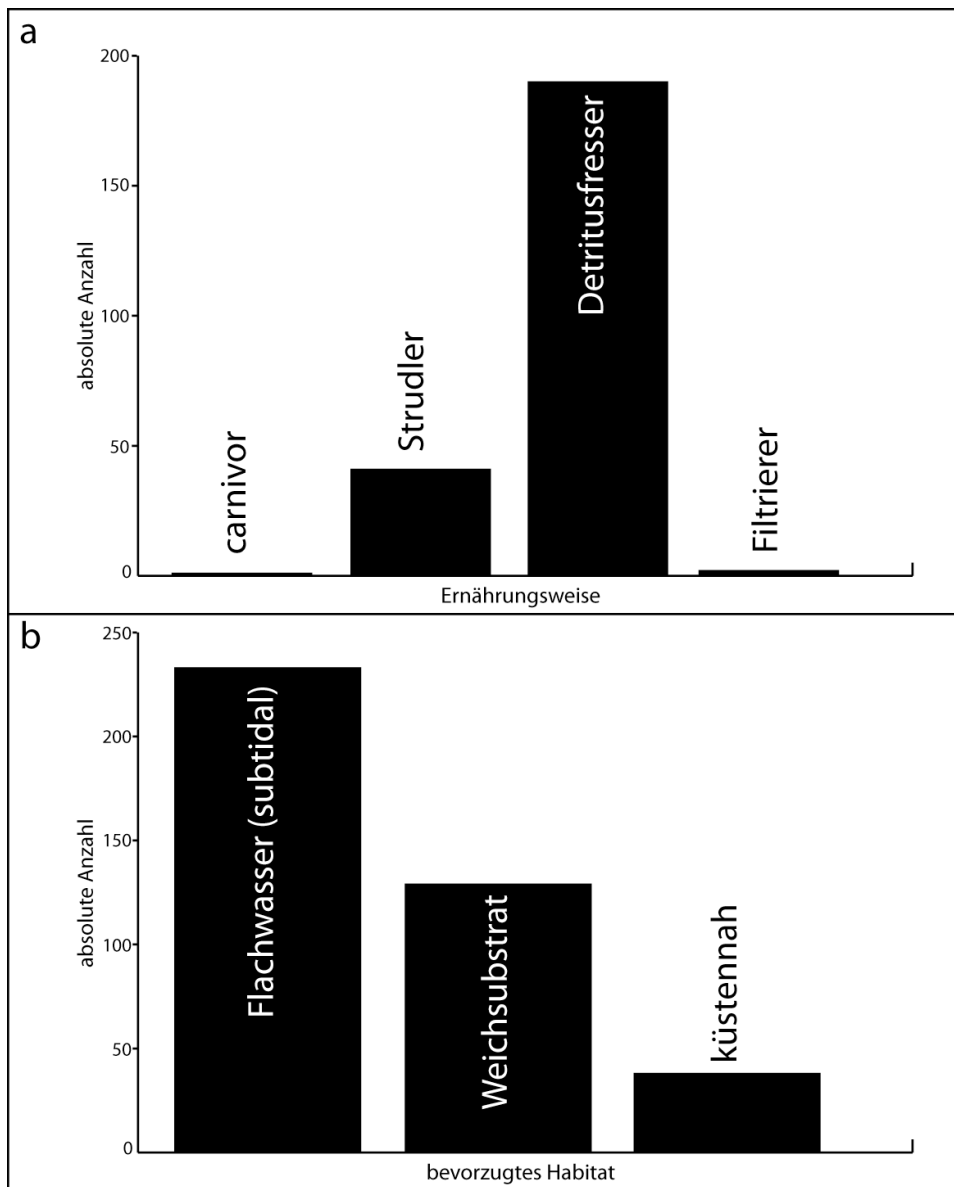 a
200
150
100
50
0
absolute Anzahl
carnivor
Strudler
Detritusfresser
Filtrierer
Ernährungsweise
b
250
200
150
100
50
0
absolute Anzahl
Flachwasser (subtidal)
Weichsubstrat
küstennah
bevorzugtes Habitat